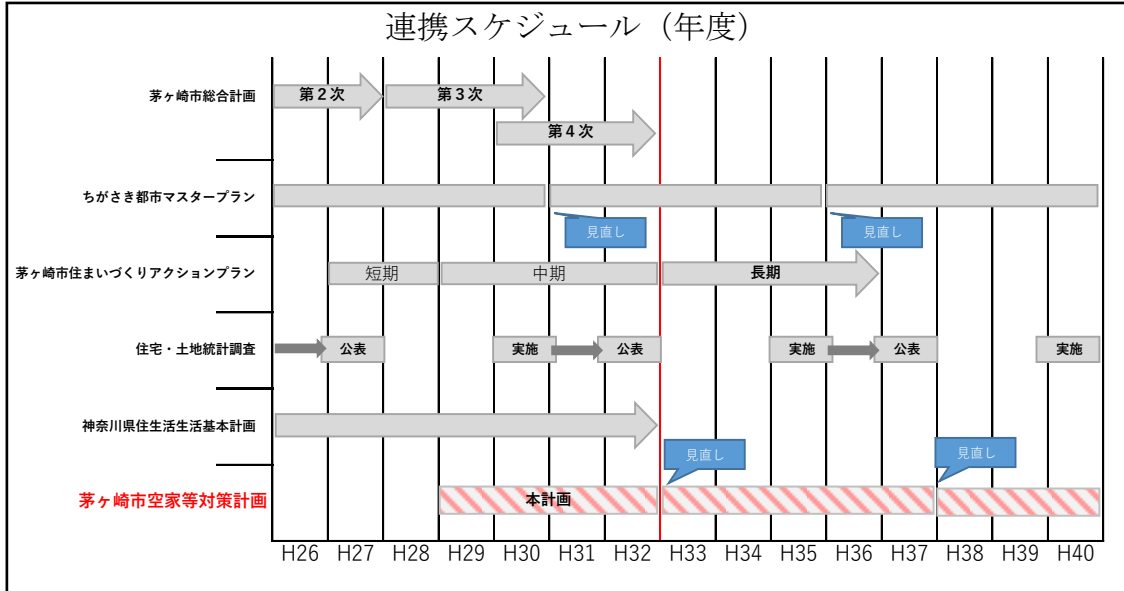 連携スケジュール（年度）
茅ヶ崎市総合計画
第２次
第３次
第４次
ちがさき都市マスタープラン
見直し
見直し
茅ヶ崎市住まいづくりアクションプラン
短期
中期
長期
住宅・土地統計調査
公表
実施
公表
実施
公表
実施
神奈川県住生活生活基本計画
見直し
見直し
茅ヶ崎市空家等対策計画
本計画
H26 H27 H28 H29 H30 H31 H32 H33 H34 H35 H36 H37 H38 H39 H40